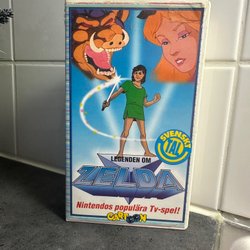 SVENSKT
TAL
LEGENDEN OM
ZELDA
Nintendos populära Tv-spel!
CARTOON